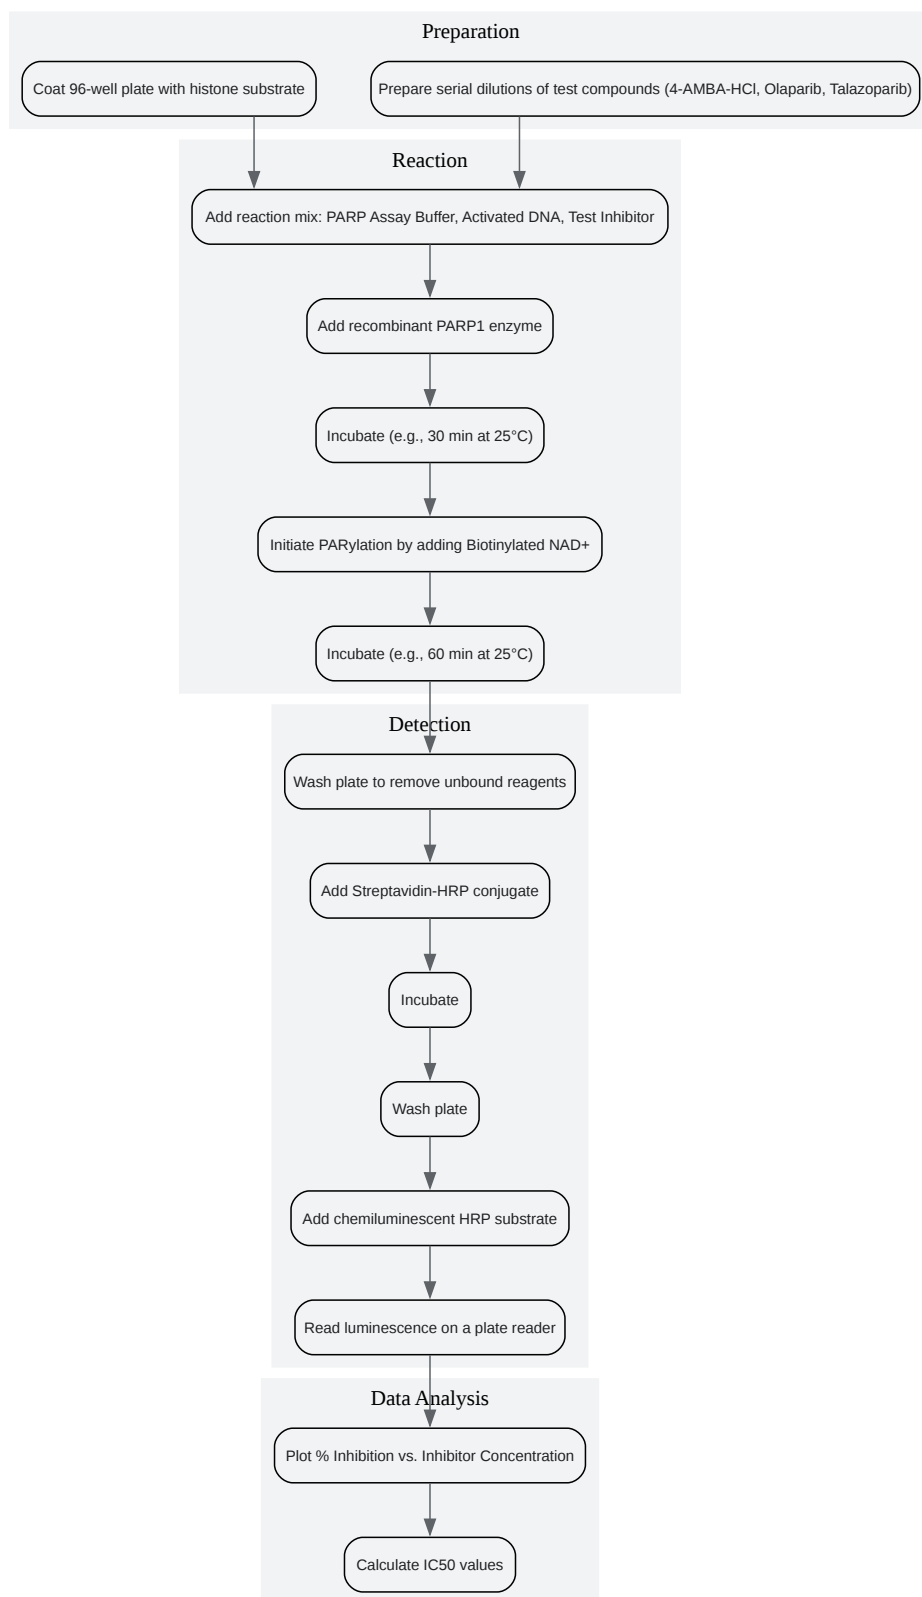 Preparation
Coat 96-well plate with histone substrate
Prepare serial dilutions of test compounds (4-AMBA-HCl, Olaparib, Talazoparib)
Reaction
Add reaction mix: PARP Assay Buffer, Activated DNA, Test Inhibitor
Add recombinant PARP1 enzyme
Incubate (e.g., 30 min at 25°C)
Initiate PARylation by adding Biotinylated NAD+
Incubate (e.g., 60 min at 25°C)
Detection
Wash plate to remove unbound reagents
Add Streptavidin-HRP conjugate
Incubate
Wash plate
Add chemiluminescent HRP substrate
Read luminescence on a plate reader
Data Analysis
Plot % Inhibition vs. Inhibitor Concentration
Calculate IC50 values